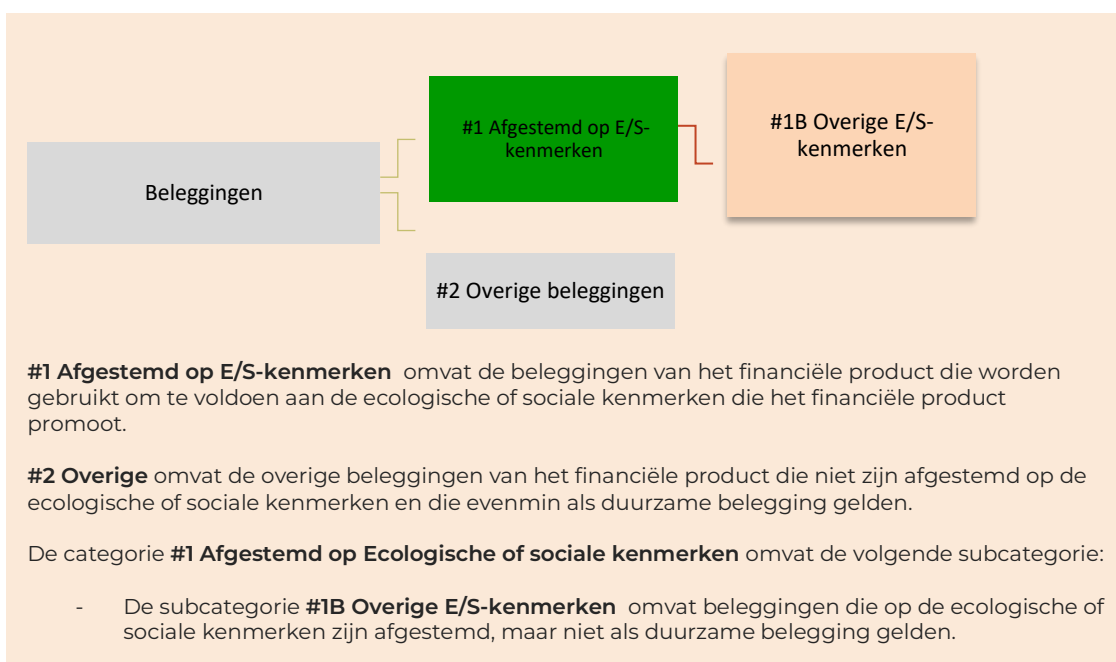 #1 Afgestemd op E/S-
kenmerken
#1B Overige E/S-
kenmerken
Beleggingen
#2 Overige beleggingen
#1 Afgestemd op E/S-kenmerken omvat de beleggingen van het financiële product die worden
gebruikt om te voldoen aan de ecologische of sociale kenmerken die het financiële product
promoot.
#2 Overige omvat de overige beleggingen van het financiële product die niet zijn afgestemd op de
ecologische of sociale kenmerken en die evenmin als duurzame belegging gelden.
De categorie #1 Afgestemd op Ecologische of sociale kenmerken omvat de volgende subcategorie:
- De subcategorie #1B Overige E/S-kenmerken omvat beleggingen die op de ecologische of
sociale kenmerken zijn afgestemd, maar niet als duurzame belegging gelden.